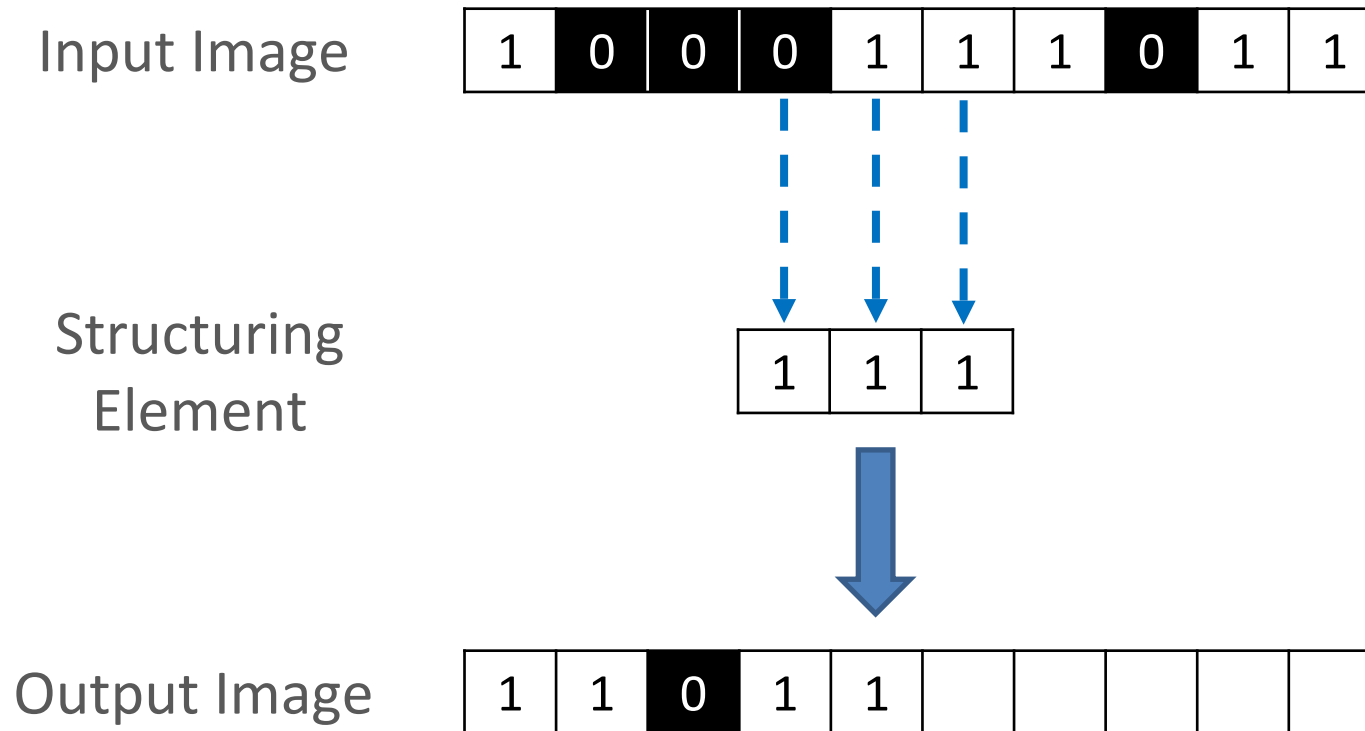 Input Image
1 0 0 0 1 1 1 0 1 1
Structuring
Element
1 1 1
Output Image
1 1 0 1 1